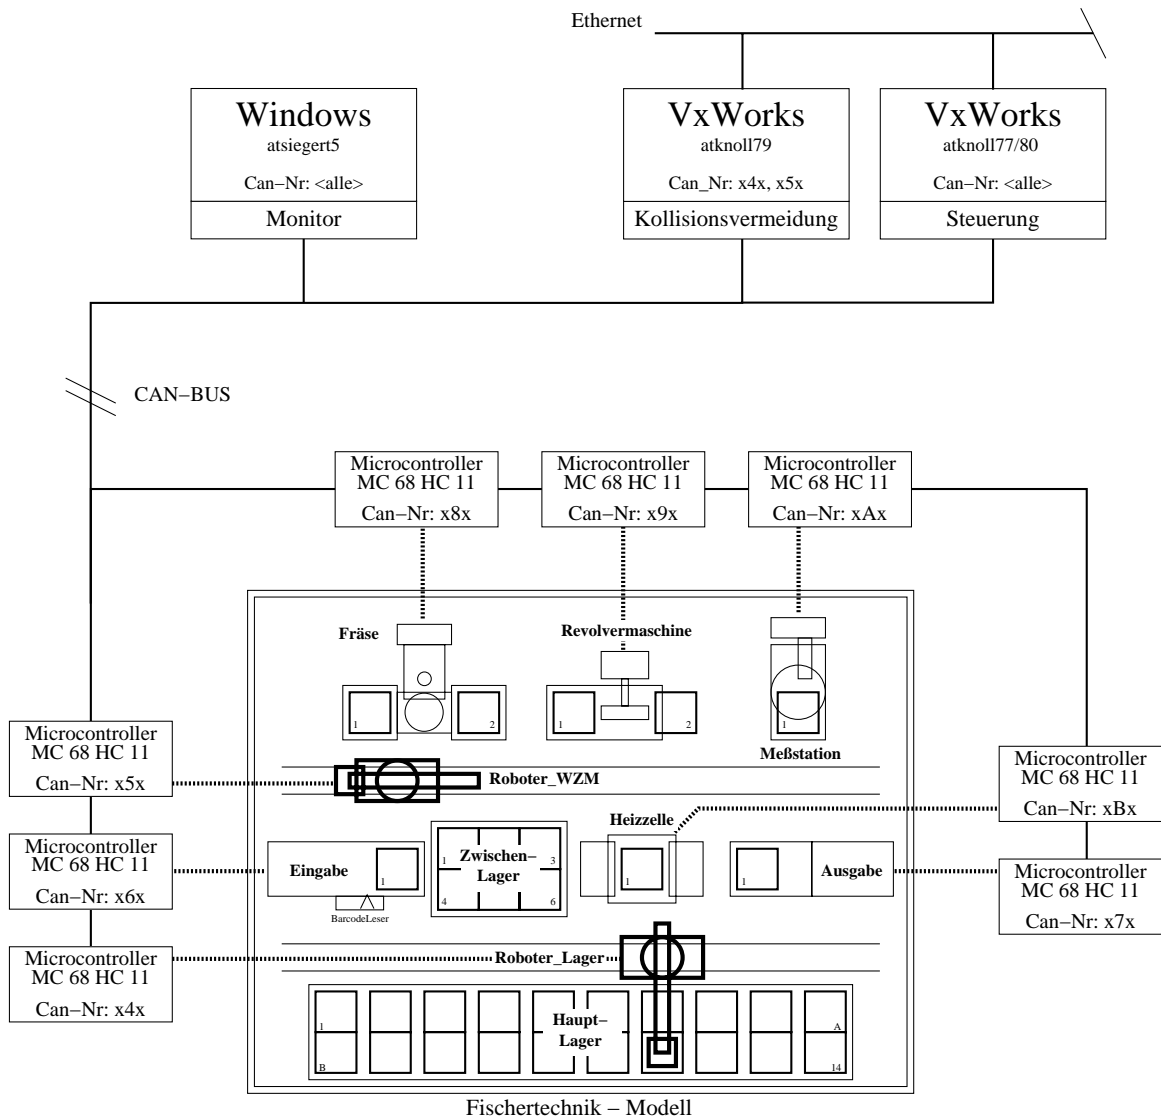 Ethernet
Windows
atsiegert5
Can−Nr: <alle>
Monitor
VxWorks
atknoll79
Can_Nr: x4x, x5x
Kollisionsvermeidung
VxWorks
atknoll77/80
Can−Nr: <alle>
Steuerung
CAN−BUS
Microcontroller
MC 68 HC 11
Can−Nr: x8x
Microcontroller
MC 68 HC 11
Can−Nr: x9x
Microcontroller
MC 68 HC 11
Can−Nr: xAx
Fräse
1
2
Revolvermaschine
1
2
1
Meßstation
Microcontroller
MC 68 HC 11
Can−Nr: x5x
Roboter_WZM
Microcontroller
MC 68 HC 11
Can−Nr: xBx
Microcontroller
MC 68 HC 11
Can−Nr: x6x
Eingabe
1
BarcodeLeser
1
Zwischen−
3
Lager
4
6
Heizzelle
1
1
Ausgabe
Microcontroller
MC 68 HC 11
Can−Nr: x7x
Microcontroller
MC 68 HC 11
Can−Nr: x4x
Roboter_Lager
1
Haupt−
A
Lager
B
14
Fischertechnik − Modell